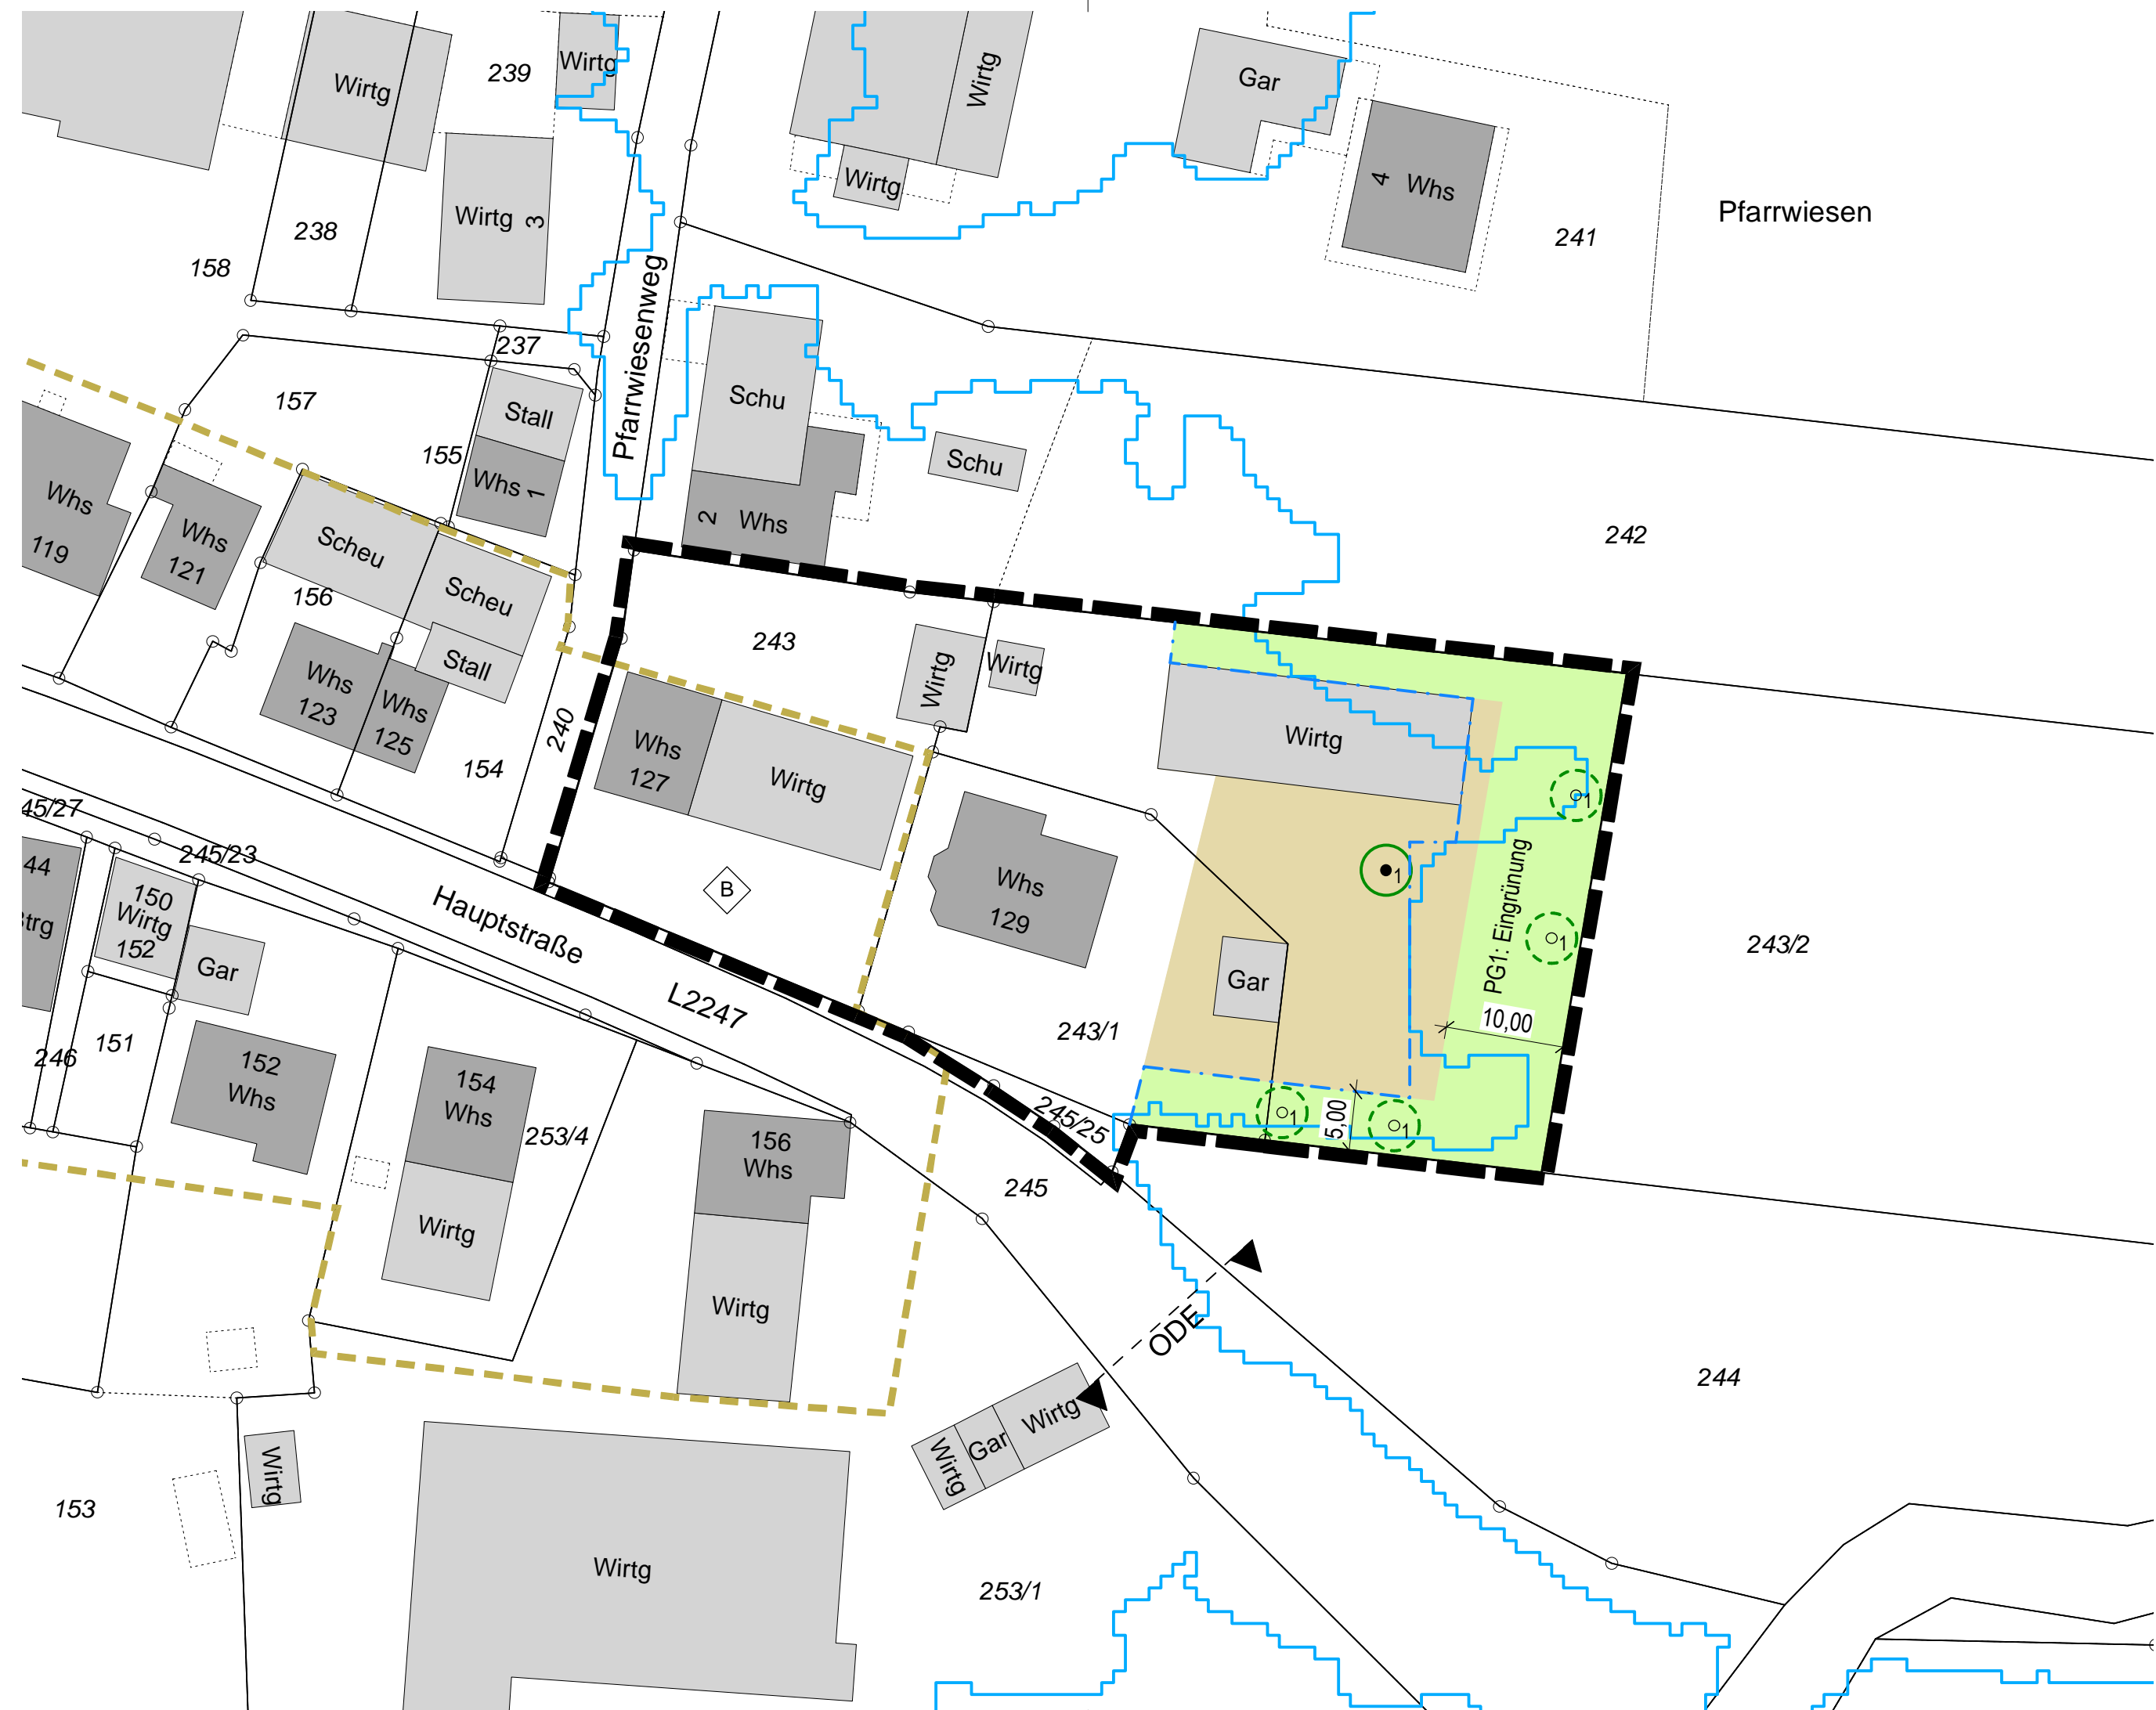 Wirtg
239
Wirtg
Wirtg
Gar
Wirtg
4 Whs
Pfarrwiesen
241
238
Wirtg 3
158
Pfarrwiesenweg
237
157
Stall
Schu
155
Whs 1
Schu
Whs
119
Whs
121
Scheu
2 Whs
242
156
Scheu
243
Stall
Wirtg
Wirtg
Whs
123
Whs
125
240
Whs
127
Wirtg
Wirtg
154
45/27
245/23
1
44
150
Wirtg
152
B
Whs
129
1
PG1: Eingrünung
Hauptstraße
1
243/2
Gar
Gar
L2247
10,00
243/1
246
151
152
Whs
154
Whs
253/4
245/25
1
5,00
1
156
Whs
245
Wirtg
Wirtg
ODE
244
Wirtg
Gar
Wirtg
Wirtg
153
Wirtg
253/1